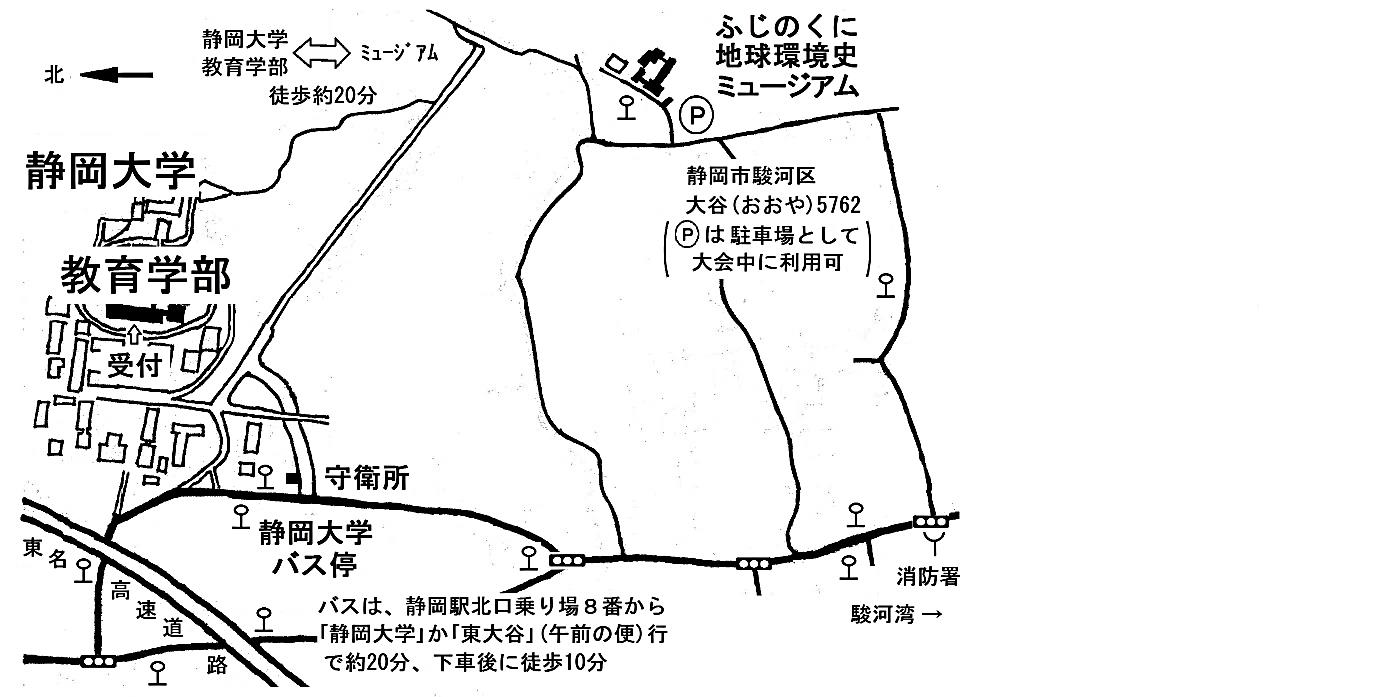 静岡大学
教育学部
ミュージアム
徒歩約20分
北
ふじのくに
地球環境史
ミュージアム
P
静岡市駿河区
大谷(おおや)5762
(Ⓟは駐車場として
大会中に利用可)
静岡大学
教育学部
受付
守衛所
静岡大学
バス停
東名高速道路
消防署
駿河湾→
バスは、静岡駅北口乗り場8番から
「静岡大学」か「東大谷」(午前の便)行
で約20分、下車後に徒歩10分